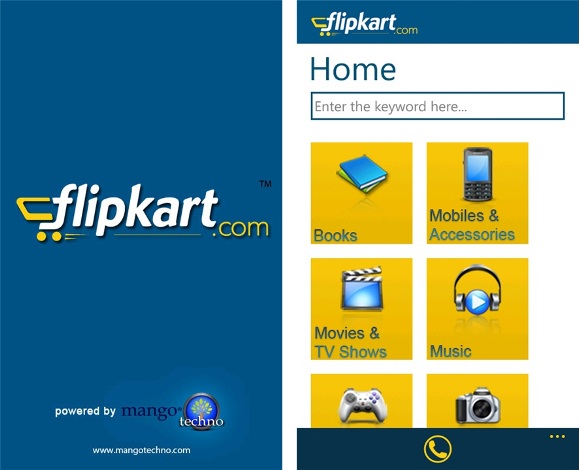 flipkart.com
TM
powered by mango techno
www.mangotechno.com
flipkart.com
Home
Enter the keyword here...
Books
Mobiles &
Accessories
Movies &
TV Shows
Music